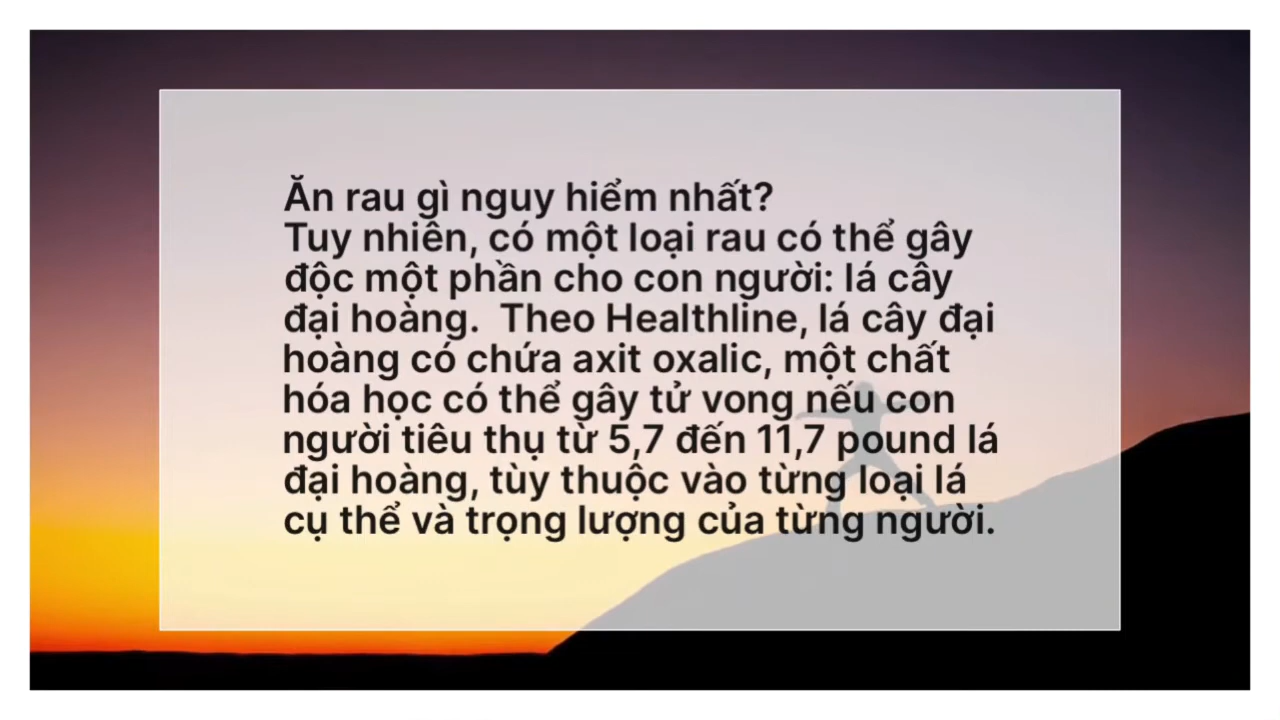 Ăn rau gì nguy hiểm nhất?
Tuy nhiên, có một loại rau có thể gây
độc một phần cho con người: lá cây
đại hoàng.  Theo Healthline, lá cây đại
hoàng có chứa axit oxalic, một chất
hóa học có thể gây tử vong nếu con
người tiêu thụ từ 5,7 đến 11,7 pound lá
đại hoàng, tùy thuộc vào từng loại lá
cụ thể và trọng lượng của từng người.